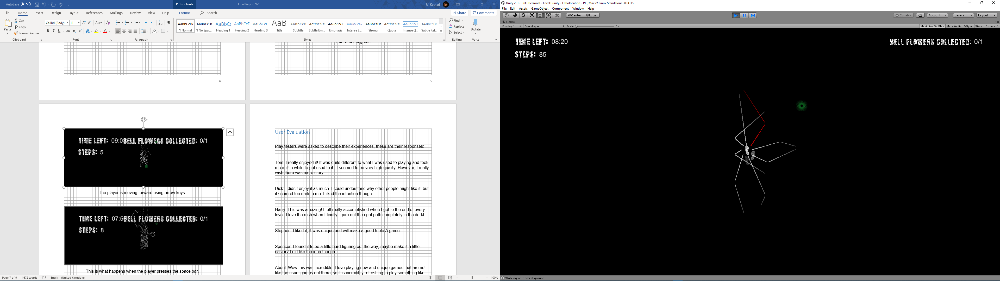 AutoSave Off
Picture Tools
Final Report V2
Jai Kothari
File Home Insert Design Layout References Mailings Review View Help Format Search
Share Comments
Paste
Cut
Copy
Format Painter
Clipboard
Calibri (Body) 11
Font
Paragraph
AaBbCcDc AaBbCcDc AaBbCc AaBbCcD AaBbCcD AaB AaBbCcD AaBbCcDc AaBbCcDc AaBbCcDc AaBbCcDc AaBbCcDc AaBbCcDc AaBbCcDc
¶ Normal ¶ No Spac... Heading 1 Heading 2 Heading 3 Title Subtitle Subtle Em... Emphasis Intense E... Strong Quote Intense Q... Subtle Ref...
Styles
Find
Replace
Select
Editing
Dictate
Voice
The UI of the game.
4
5
TIME LEFT: 09:0
BELL FLOWERS COLLECTED: 0/1
STEPS: 5
The player is moving forward using arrow keys.
TIME LEFT: 07:5
BELL FLOWERS COLLECTED: 0/1
STEPS: 8
This is what happens when the player presses the space bar.
User Evaluation
Play testers were asked to describe their experiences, these are their responses:
Tom: I really enjoyed it! It was quite different to what I was used to playing and took
me a little while to get used to it. It seemed to be very high quality! However, I really
wish there was more story.
Dick: I didn't enjoy it as much. I could understand why other people might like it, but
it seemed too dark to me. I liked the intention though.
Harry: This was amazing! I felt really accomplished when I got to the end of every
level. I love the rush when I finally figure out the right path completely in the dark!
Stephen: I liked it, it was unique and will make a good triple A game.
Spencer: I found it to be a little hard figuring out the way, maybe make it a little
easier? I did like the idea though.
Abdul: Wow this was incredible, I love playing new and unique games that are not
like the usual games out there, so it is incredibly refreshing to play something like
Page 7 of 9 1672 words English (United Kingdom)
100%
Unity 2019.1.6f1 Personal - Level1.unity - Echolocation - PC, Mac & Linux Standalone <DX11>
File Edit Assets GameObject Component Window Help
Center Local
Collab Account Layers Layout
Game
Display 1 Free Aspect Scale 1x
Maximize On Play Mute Audio VSync Stats Gizmos
TIME LEFT: 08:20
BELL FLOWERS COLLECTED: 0/1
STEPS: 85
Walking on nomral ground